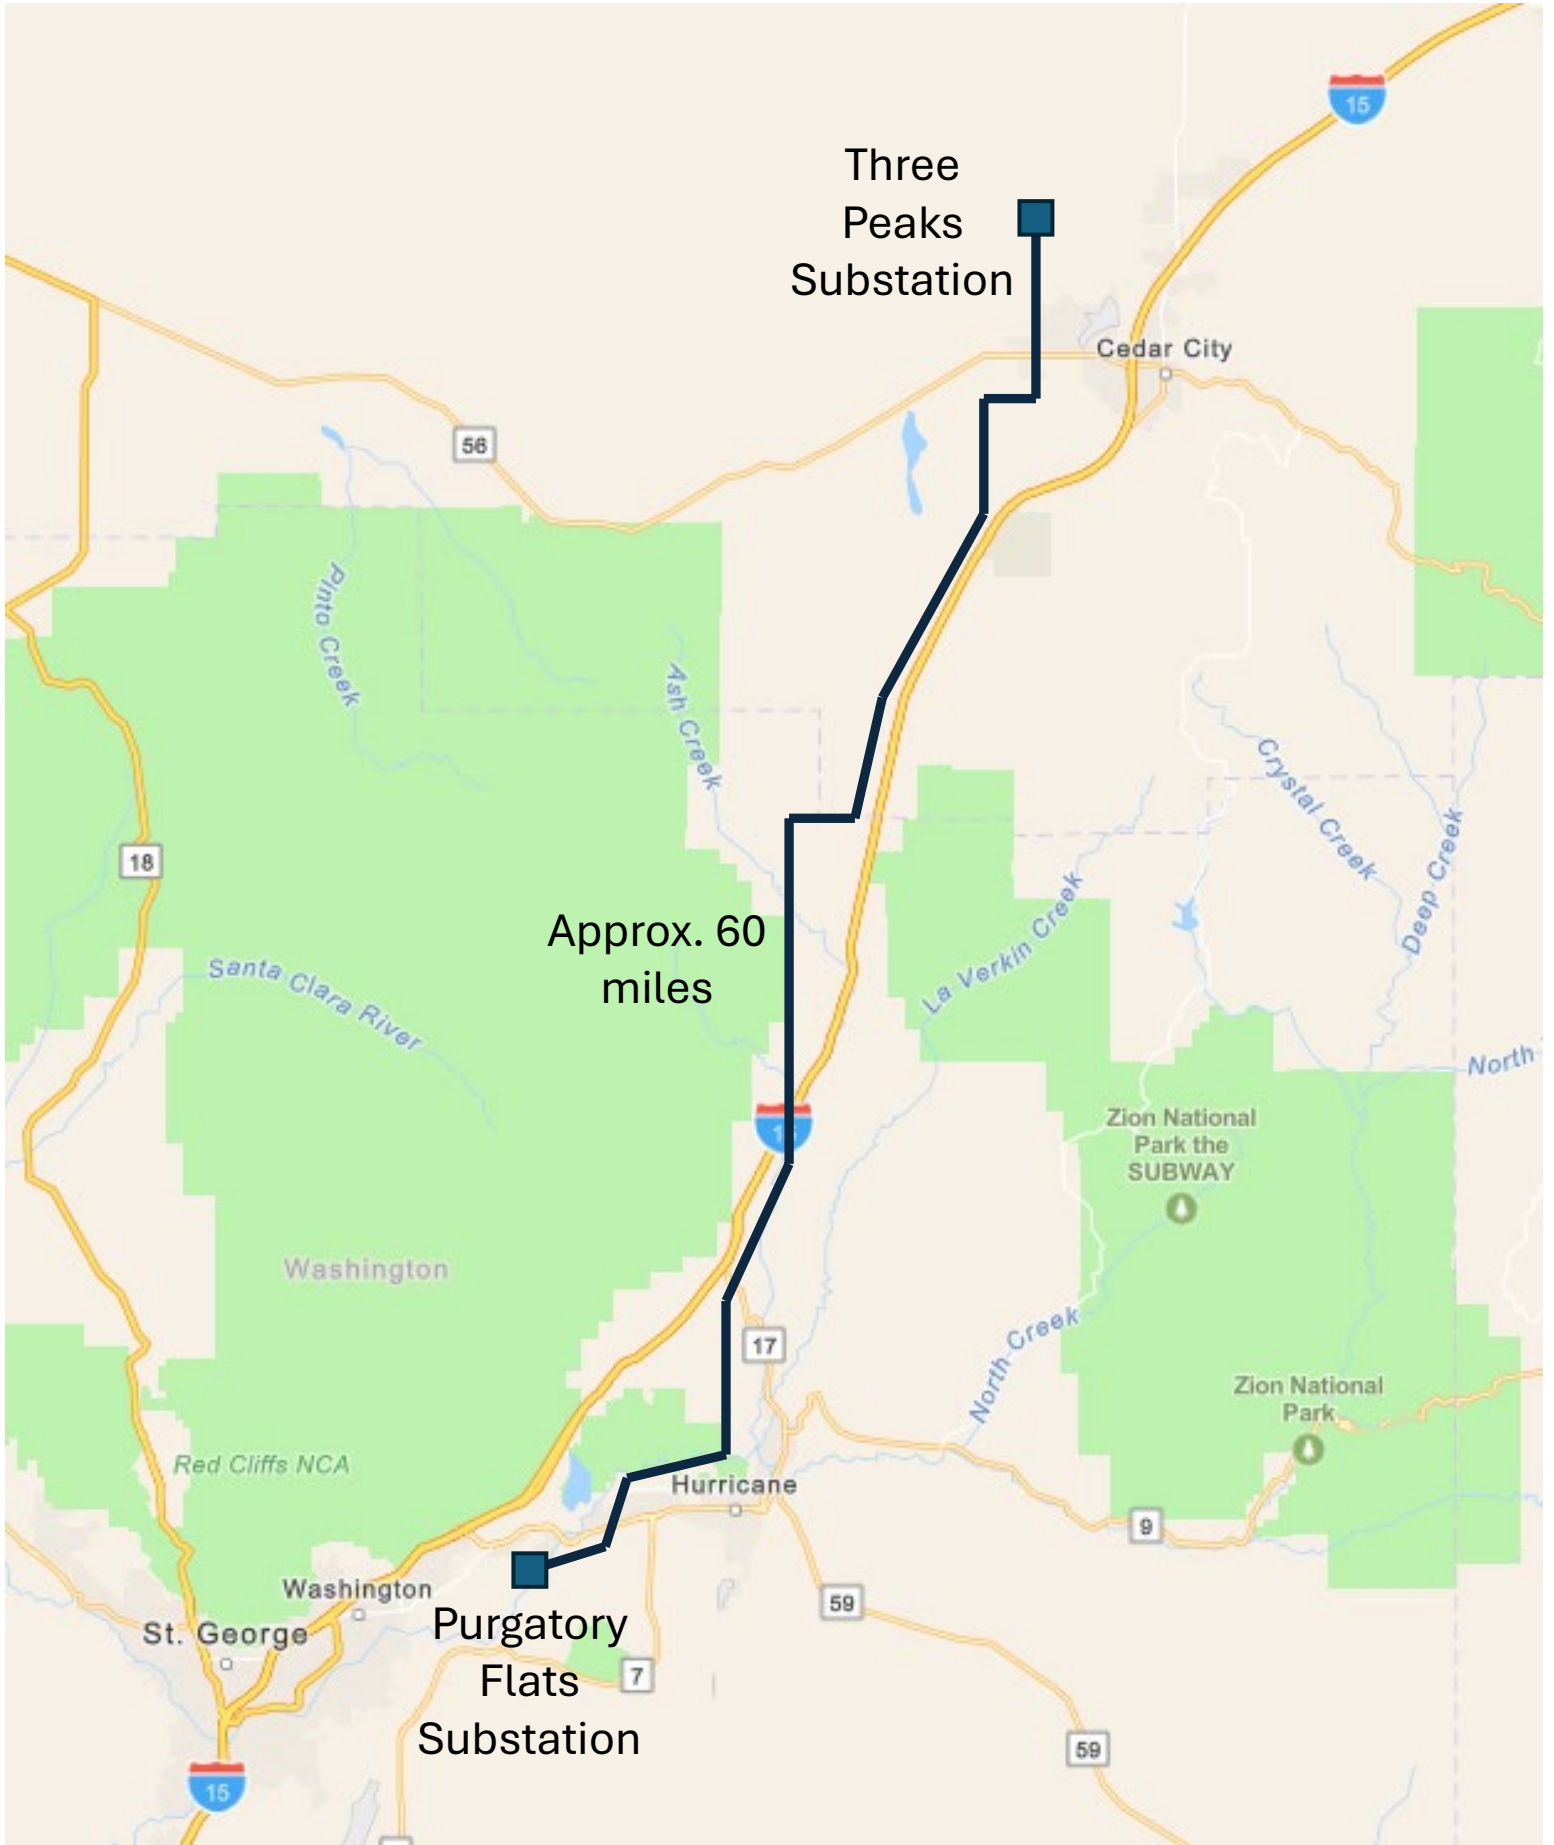 15
Three
Peaks
Substation
Cedar City
56
Pinto Creek
Ash Creek
Crystal Creek
Deep Creek
18
La Verkin Creek
Approx. 60
miles
Santa Clara River
North
Zion National
Park the
SUBWAY
Washington
North Creek
17
Zion National
Park
Red Cliffs NCA
Hurricane
9
Washington
59
St. George
Purgatory
Flats
Substation
7
59
15